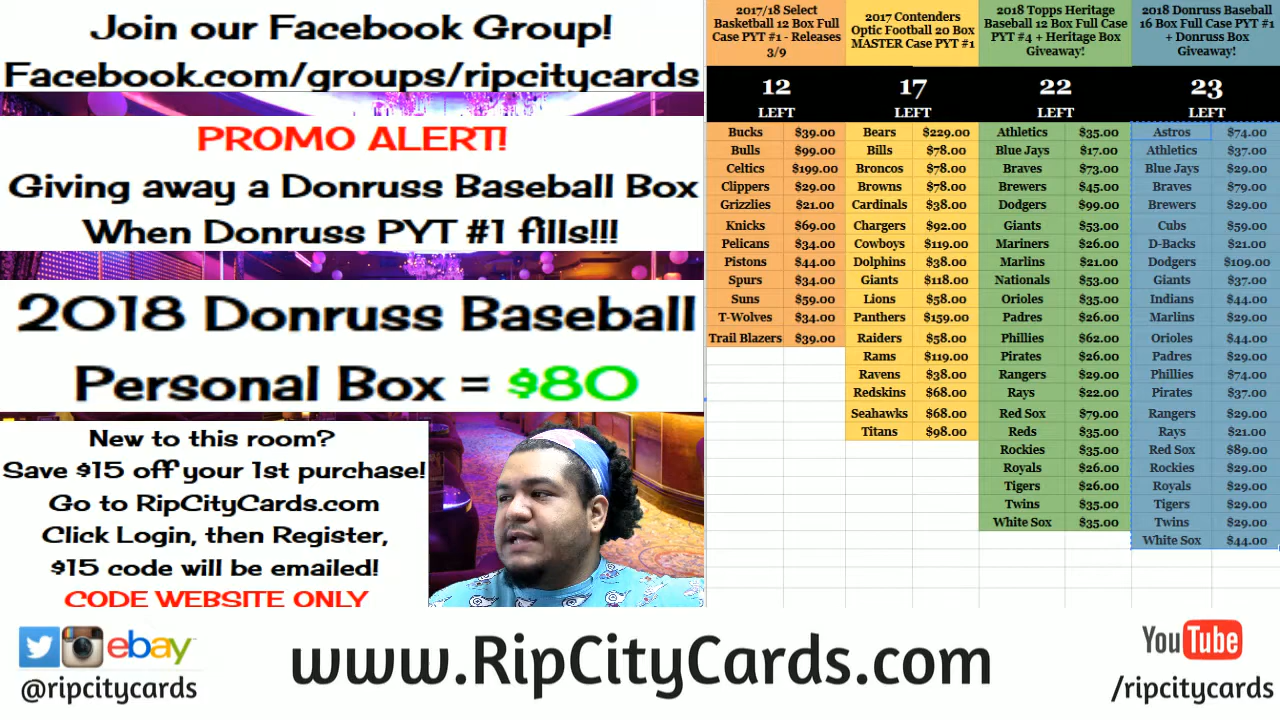 Join our Facebook Group!
Facebook.com/groups/ripcitycards
PROMO ALERT!
Giving away a Donruss Baseball Box
When Donruss PYT #1 fills!!!
2018 Donruss Baseball
Personal Box = $80
New to this room?
Save $15 off your 1st purchase!
Go to RipCityCards.com
Click Login, then Register,
$15 code will be emailed!
CODE WEBSITE ONLY
2017/18 Select
Basketball 12 Box Full
Case PYT #1 - Releases
3/9
12
LEFT
Bucks $39.00
Bulls $99.00
Celtics $199.00
Clippers $29.00
Grizzlies $21.00
Knicks $69.00
Pelicans $34.00
Pistons $44.00
Spurs $34.00
Suns $59.00
T-Wolves $34.00
Trail Blazers $39.00
2017 Contenders
Optic Football 20 Box
MASTER Case PYT #1
17
LEFT
Bears $229.00
Bills $78.00
Broncos $78.00
Browns $78.00
Cardinals $38.00
Chargers $92.00
Cowboys $119.00
Dolphins $38.00
Giants $118.00
Lions $58.00
Panthers $159.00
Raiders $58.00
Rams $119.00
Ravens $38.00
Redskins $68.00
Seahawks $68.00
Titans $98.00
2018 Topps Heritage
Baseball 12 Box Full Case
PYT #4 + Heritage Box
Giveaway!
22
LEFT
Athletics $35.00
Blue Jays $17.00
Braves $73.00
Brewers $45.00
Dodgers $99.00
Giants $53.00
Mariners $26.00
Marlins $21.00
Nationals $53.00
Orioles $35.00
Padres $26.00
Phillies $62.00
Pirates $26.00
Rangers $29.00
Rays $22.00
Red Sox $79.00
Reds $35.00
Rockies $35.00
Royals $26.00
Tigers $26.00
Twins $35.00
White Sox $35.00
2018 Donruss Baseball
16 Box Full Case PYT #1
+ Donruss Box
Giveaway!
23
LEFT
Astros $74.00
Athletics $37.00
Blue Jays $29.00
Braves $79.00
Brewers $29.00
Cubs $59.00
D-Backs $21.00
Dodgers $109.00
Giants $37.00
Indians $44.00
Marlins $29.00
Orioles $44.00
Padres $29.00
Phillies $74.00
Pirates $37.00
Rangers $29.00
Rays $21.00
Red Sox $89.00
Rockies $29.00
Royals $29.00
Tigers $29.00
Twins $29.00
White Sox $44.00
ebay
@ripcitycards
www.RipCityCards.com
YouTube
/ripcitycards